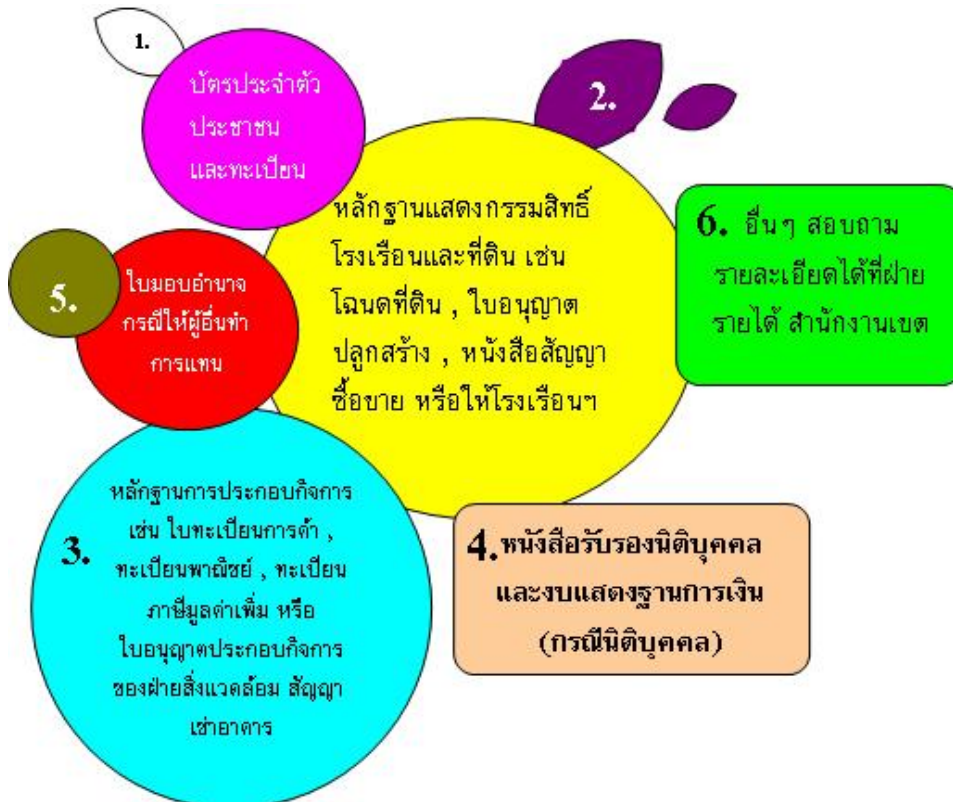 1.
บัตรประจำตัว
ประชาชน
และทะเบียน
2.
หลักฐานแสดงกรรมสิทธิ์
โรงเรือนและที่ดิน เช่น
โฉนดที่ดิน , ใบอนุญาต
ปลูกสร้าง , หนังสือสัญญา
ซื้อขาย หรือให้โรงเรือนฯ
3.
หลักฐานการประกอบกิจการ
เช่น ใบทะเบียนการค้า ,
ทะเบียนพาณิชย์ , ทะเบียน
ภาษีมูลค่าเพิ่ม หรือ
ใบอนุญาตประกอบกิจการ
ของฝ่ายสิ่งแวดล้อม สัญญา
เช่าอาคาร
4. หนังสือรับรองนิติบุคคล
และงบแสดงฐานการเงิน
(กรณีนิติบุคคล)
5.
ใบมอบอำนาจ
กรณีให้ผู้อื่นทำ
การแทน
6. อื่นๆ สอบถาม
รายละเอียดได้ที่ฝ่าย
รายได้ สำนักงานเขต